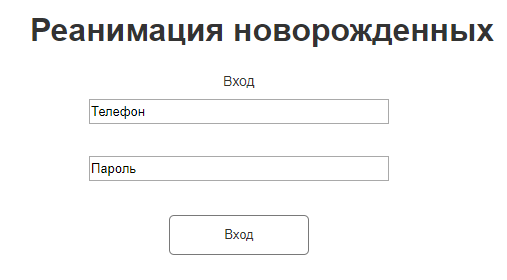 Реанимация новорожденных
Вход
Телефон
Пароль
Вход